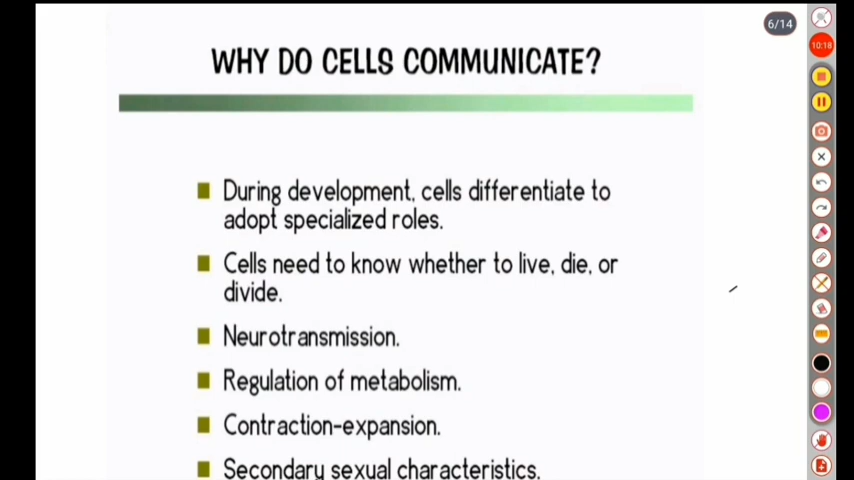 6/14
10:18
WHY DO CELLS COMMUNICATE?
During development, cells differentiate to
adopt specialized roles.
Cells need to know whether to live, die, or
divide.
Neurotransmission.
Regulation of metabolism.
Contraction-expansion.
Secondary sexual characteristics.